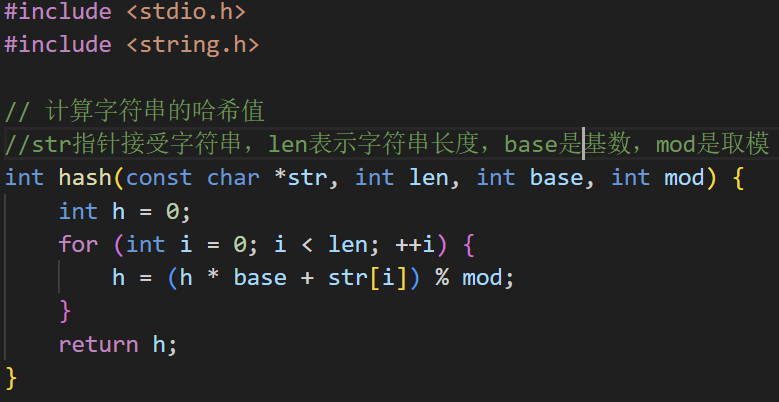 #include <stdio.h>
#include <string.h>
// 计算字符串的哈希值
//str指针接受字符串，len表示字符串长度，base是基数，mod是取模
int hash(const char *str, int len, int base, int mod) {
    int h = 0;
    for (int i = 0; i < len; ++i) {
        h = (h * base + str[i]) % mod;
    }
    return h;
}